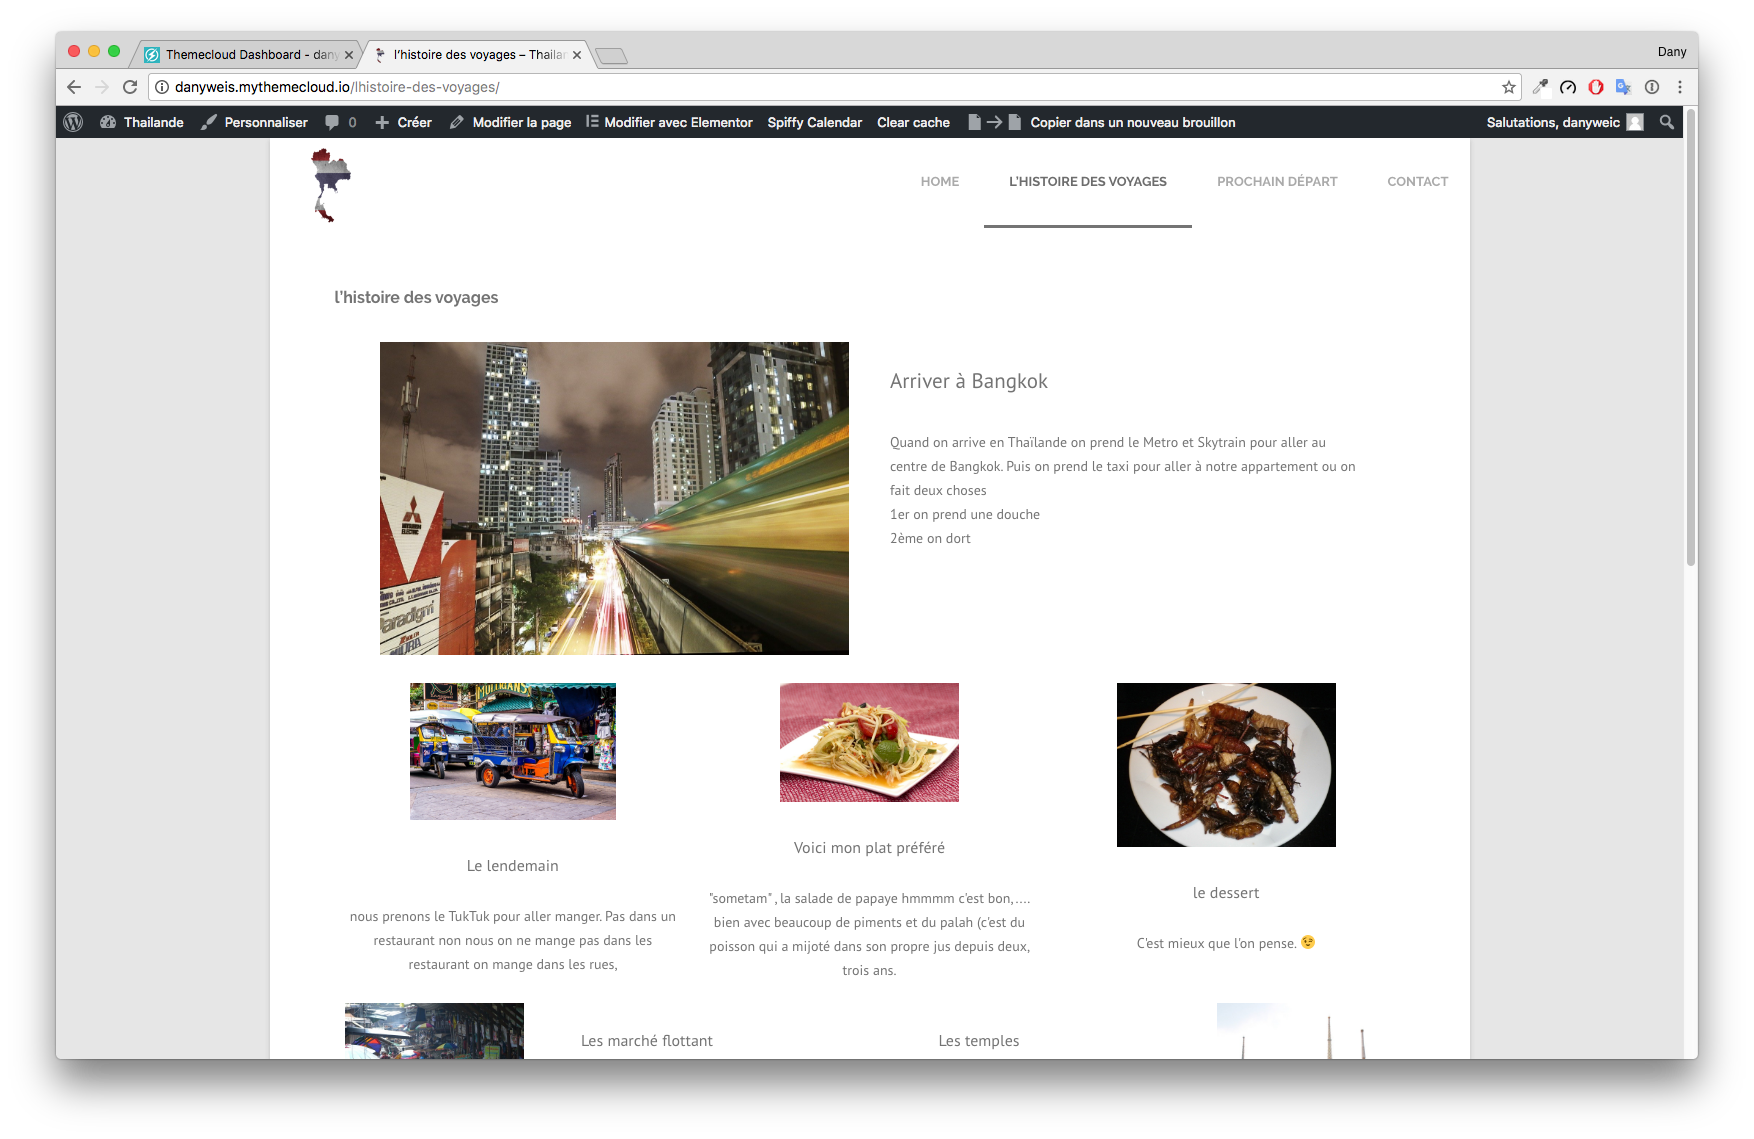 Themecloud Dashboard - dany
l'histoire des voyages – Thailan
Dany
danyweis.mythemecloud.io/lhistoire-des-voyages/
Thailande
Personnaliser
0
Créer
Modifier la page
Modifier avec Elementor
Spiffy Calendar
Clear cache
Copier dans un nouveau brouillon
Salutations, danyweic
HOME
L'HISTOIRE DES VOYAGES
PROCHAIN DÉPART
CONTACT
l'histoire des voyages
MITSUBISHI
ELECTRIC
Paradigm
MIURA
Arriver à Bangkok
Quand on arrive en Thaïlande on prend le Metro et Skytrain pour aller au
centre de Bangkok. Puis on prend le taxi pour aller à notre appartement ou on
fait deux choses
1er on prend une douche
2ème on dort
MULLIGANS
Le lendemain
nous prenons le TukTuk pour aller manger. Pas dans un
restaurant non nous on ne mange pas dans les
restaurant on mange dans les rues,
Voici mon plat préféré
"sometam" , la salade de papaye hmmmm c'est bon,....
bien avec beaucoup de piments et du palah (c'est du
poisson qui a mijoté dans son propre jus depuis deux,
trois ans.
le dessert
C'est mieux que l'on pense. 😉
Les marché flottant
Les temples